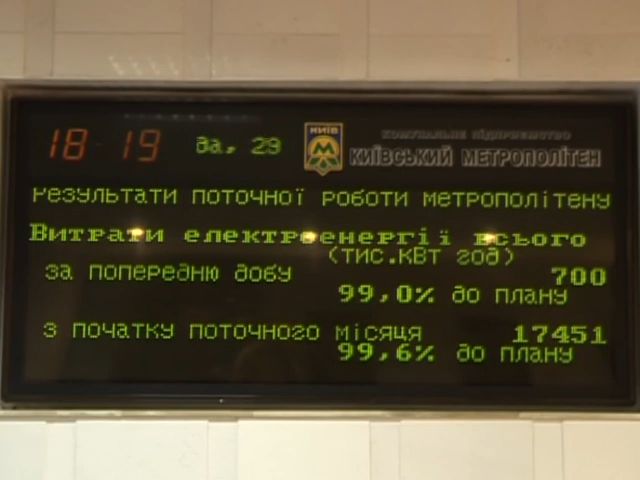 18 19 да, 29
КИЇВ
КОМУНАЛЬНЕ ПІДПРИЄМСТВО
КИЇВСЬКИЙ МЕТРОПОЛІТЕН
Результати поточної роботи метрополітену
Витрати електроенергії всього
(тис.кВт год)
за попередню добу 700
99,0% до плану
з початку поточного місяця 17451
99,6% до плану